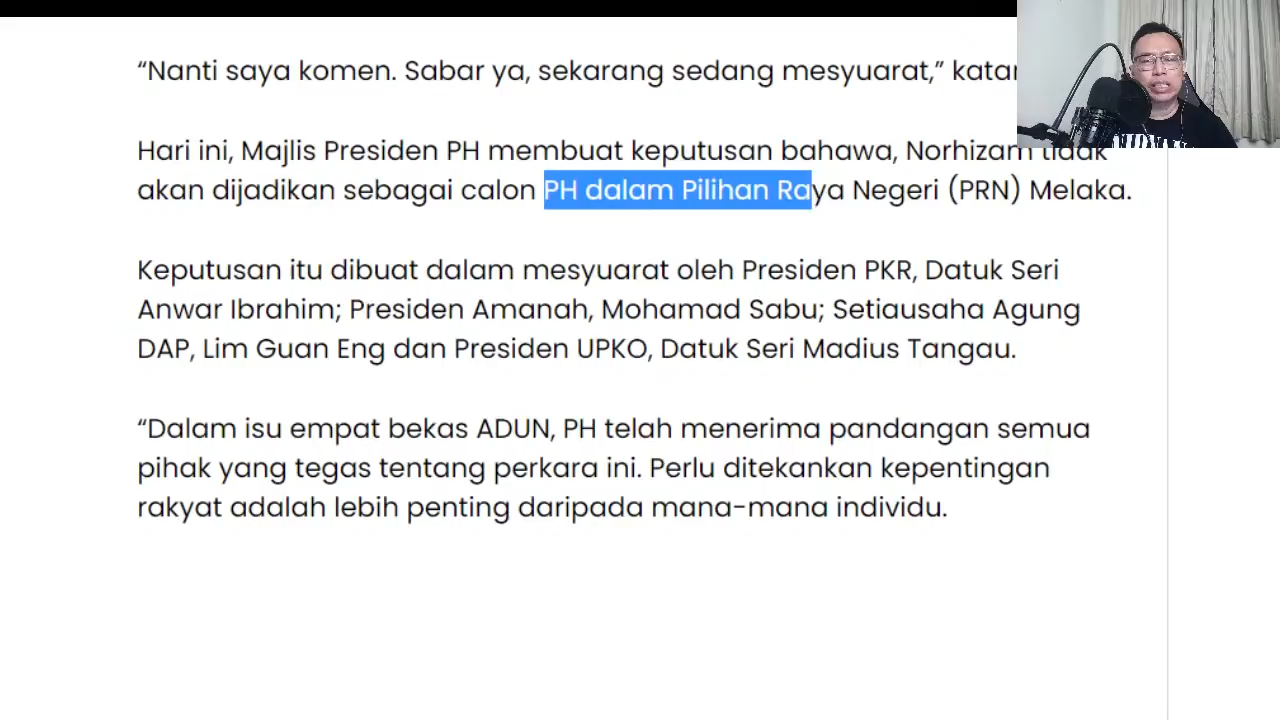 “Nanti saya komen. Sabar ya, sekarang sedang mesyuarat,”
Hari ini, Majlis Presiden PH membuat keputusan bahawa, Norhizam tidak
akan dijadikan sebagai calon PH dalam Pilihan Raya Negeri (PRN) Melaka.
Keputusan itu dibuat dalam mesyuarat oleh Presiden PKR, Datuk Seri
Anwar Ibrahim; Presiden Amanah, Mohamad Sabu; Setiausaha Agung
DAP, Lim Guan Eng dan Presiden UPKO, Datuk Seri Madius Tangau.
“Dalam isu empat bekas ADUN, PH telah menerima pandangan semua
pihak yang tegas tentang perkara ini. Perlu ditekankan kepentingan
rakyat adalah lebih penting daripada mana-mana individu.